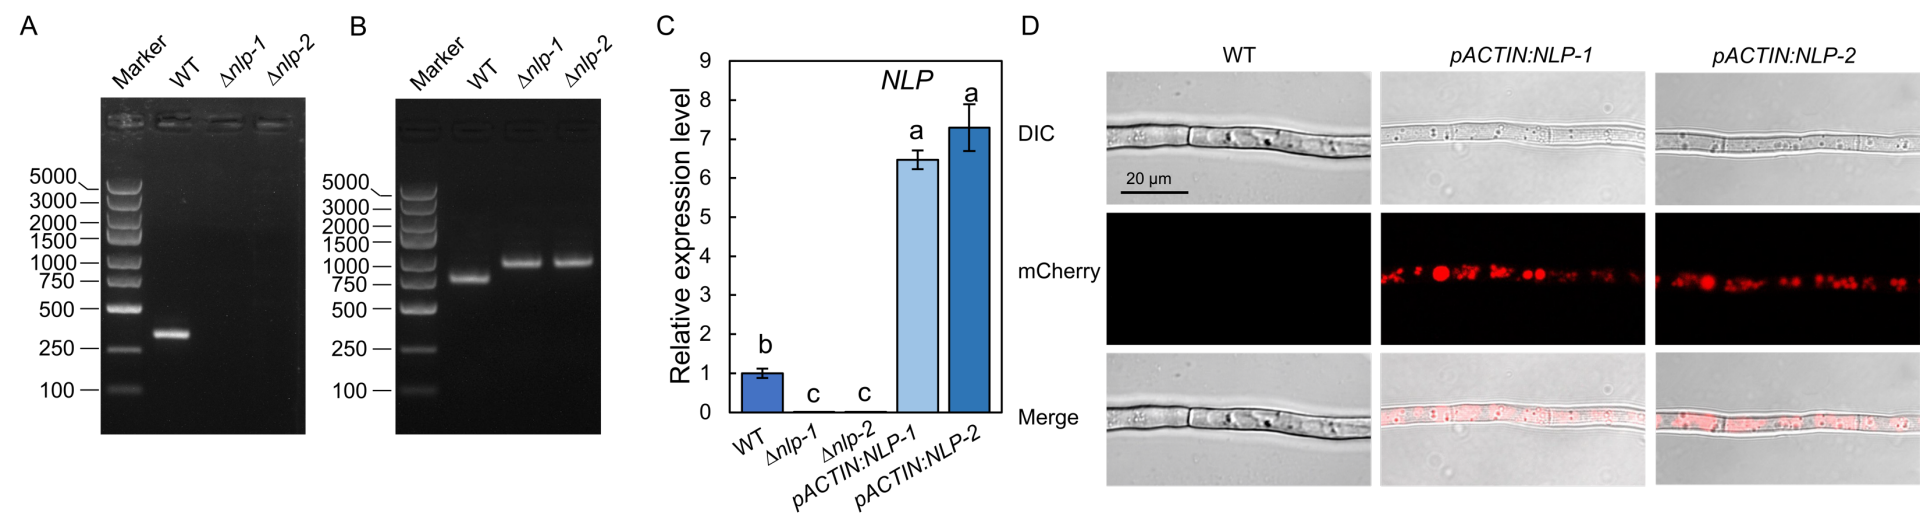 A
Marker
WT
Δnlp-1
Δnlp-2
5000
3000
2000
1500
1000
750
500
250
100
B
Marker
WT
Δnlp-1
Δnlp-2
5000
3000
2000
1500
1000
750
500
250
100
C
Relative expression level
9
8
7
6
5
4
3
2
1
0
NLP
b
c
c
a
a
WT
Δnlp-1
Δnlp-2
pACTIN:NLP-1
pACTIN:NLP-2
D
WT
pACTIN:NLP-1
pACTIN:NLP-2
DIC
20 μm
mCherry
Merge